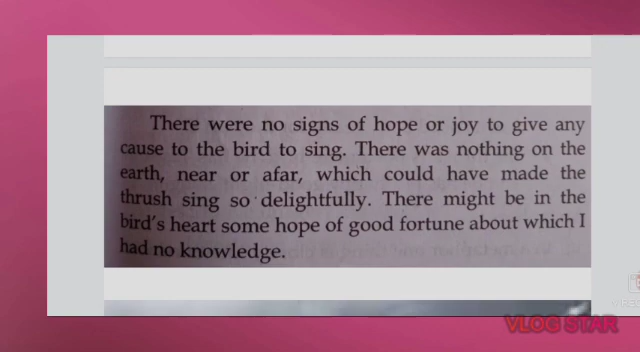 There were no signs of hope or joy to give any
cause to the bird to sing. There was nothing on the
earth, near or afar, which could have made the
thrush sing so delightfully. There might be in the
bird's heart some hope of good fortune about which I
had no knowledge.
VLOG STAR